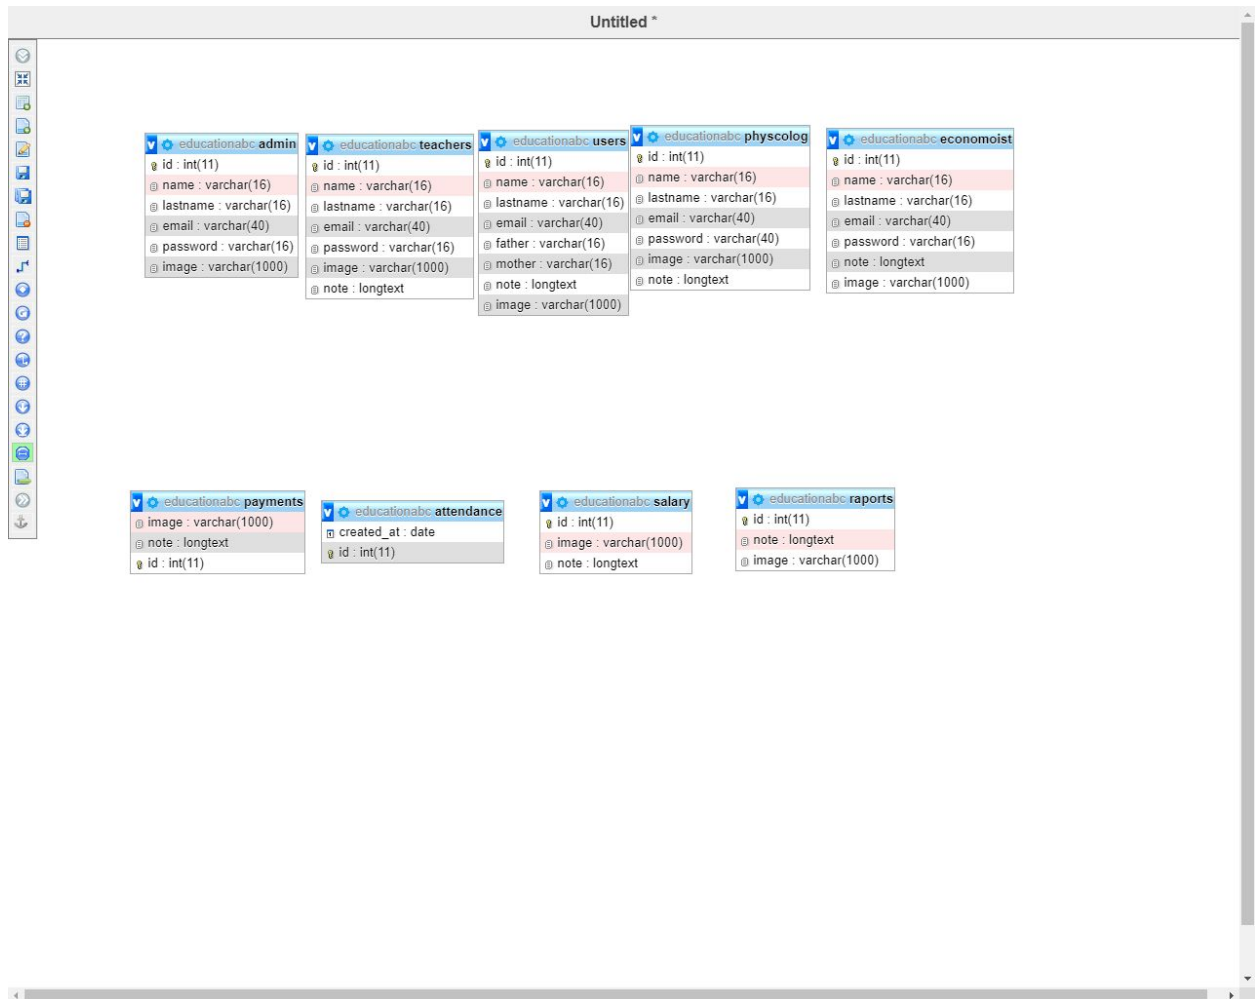 Untitled *
educationabc admin
id : int(11)
name : varchar(16)
lastname : varchar(16)
email : varchar(40)
password : varchar(16)
image : varchar(1000)
educationabc teachers
id : int(11)
name : varchar(16)
lastname : varchar(16)
email : varchar(40)
password : varchar(16)
image : varchar(1000)
note : longtext
educationabc users
id : int(11)
name : varchar(16)
lastname : varchar(16)
email : varchar(40)
father : varchar(16)
mother : varchar(16)
note : longtext
image : varchar(1000)
educationabc physcolog
id : int(11)
name : varchar(16)
lastname : varchar(16)
email : varchar(40)
password : varchar(40)
image : varchar(1000)
note : longtext
educationabc economoist
id : int(11)
name : varchar(16)
lastname : varchar(16)
email : varchar(40)
password : varchar(16)
note : longtext
image : varchar(1000)
educationabc payments
image : varchar(1000)
note : longtext
id : int(11)
educationabc attendance
created_at : date
id : int(11)
educationabc salary
id : int(11)
image : varchar(1000)
note : longtext
educationabc raports
id : int(11)
note : longtext
image : varchar(1000)